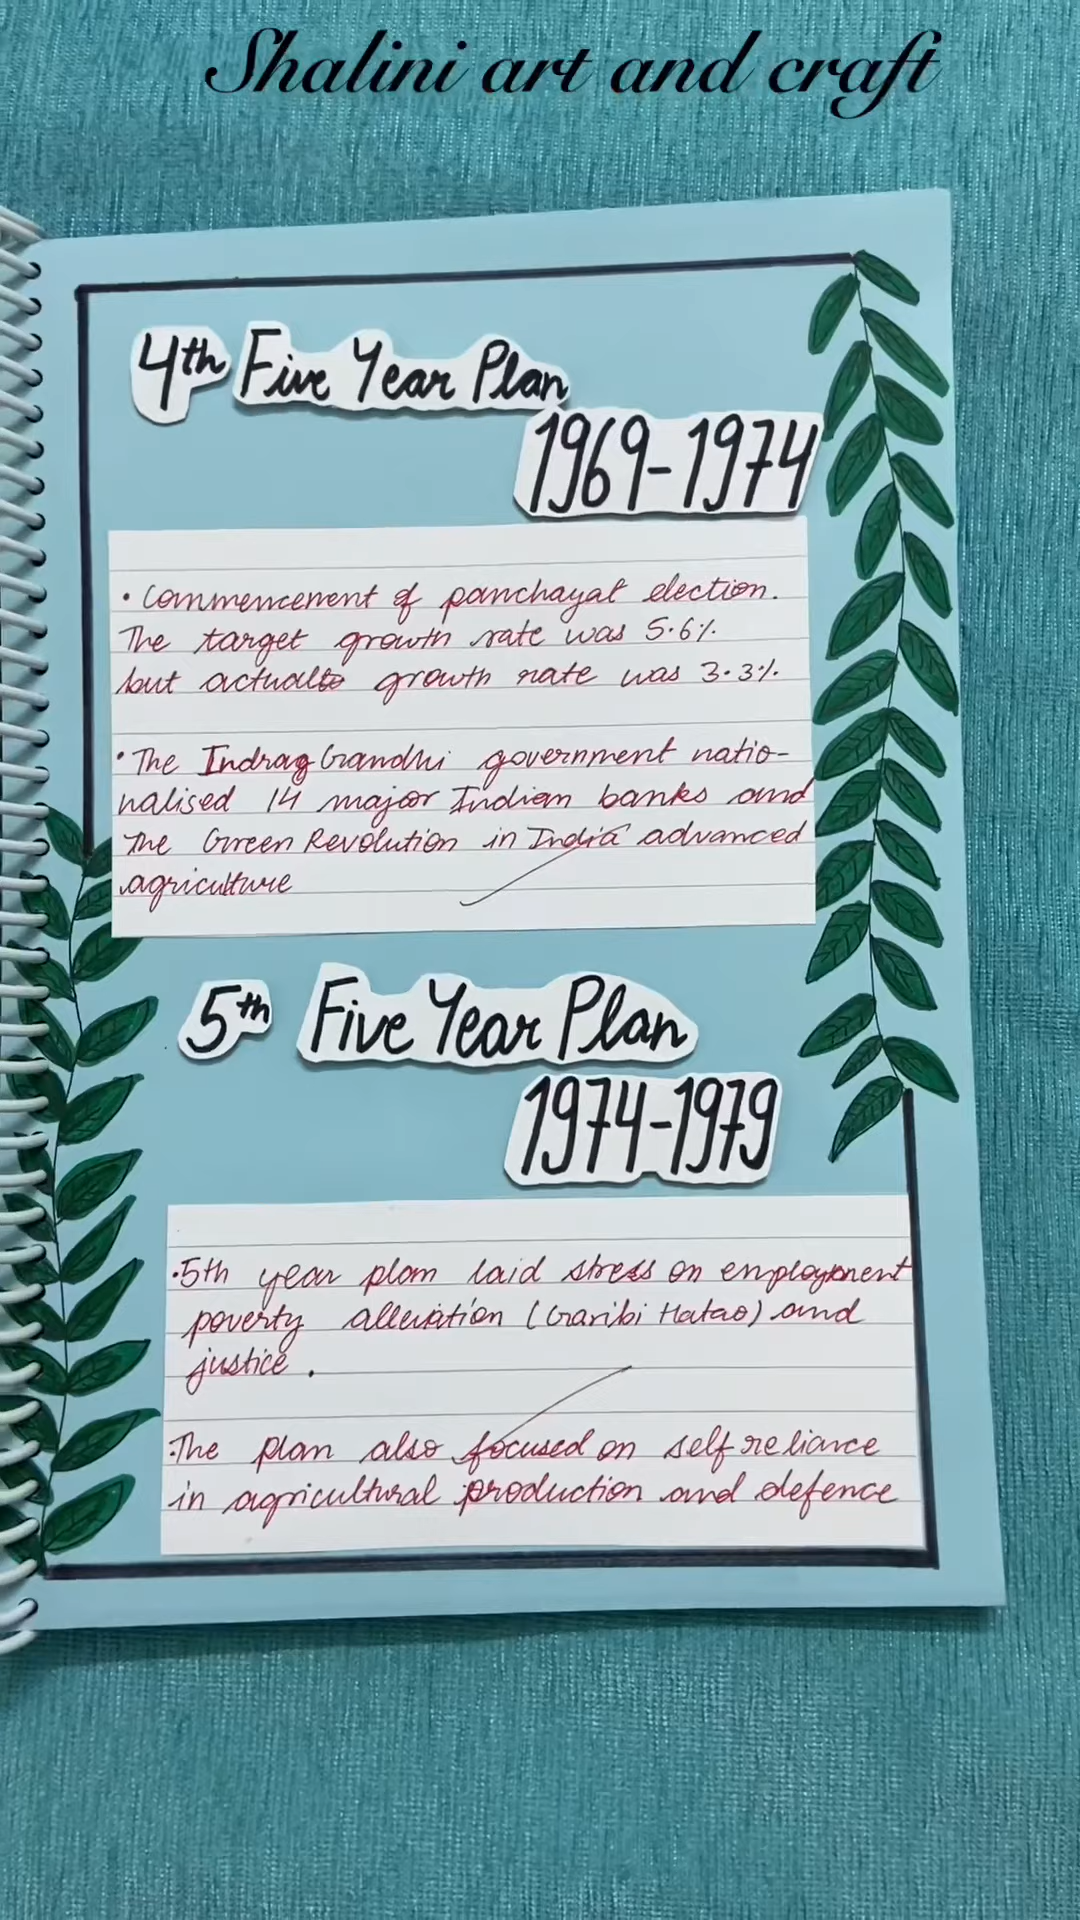 Shalini art and craft
4th Five Year Plan
1969-1974
• Commencement of panchayat election.
The target growth rate was 5.6%.
but actual growth rate was 3.3%.
• The Indra Gandhi government natio-
nalised 14 major Indian banks and
the Green Revolution in India advanced
agriculture
5th Five Year Plan
1974-1979
• 5th year plan laid stress on employment
poverty alleviation (Garibi Hatao) and
justice.
• The plan also focused on self reliance
in agricultural production and defence